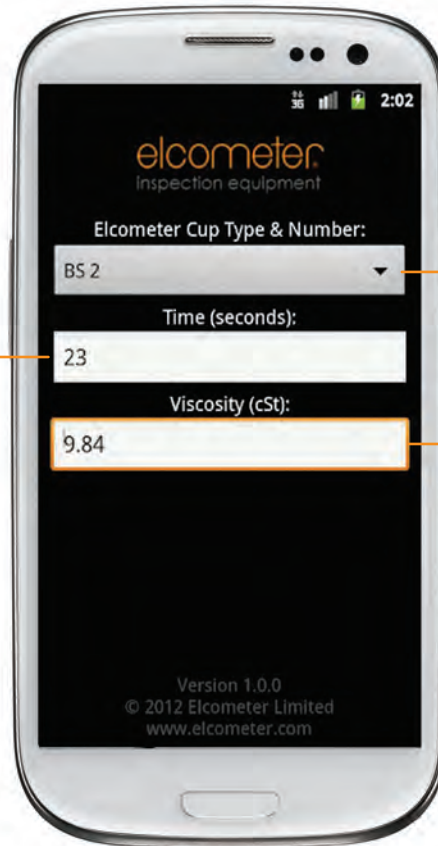 3G 2:02
elcometer
inspection equipment
Elcometer Cup Type & Number:
BS 2
Time (seconds):
23
Viscosity (cSt):
9.84
Version 1.0.0
© 2012 Elcometer Limited
www.elcometer.com